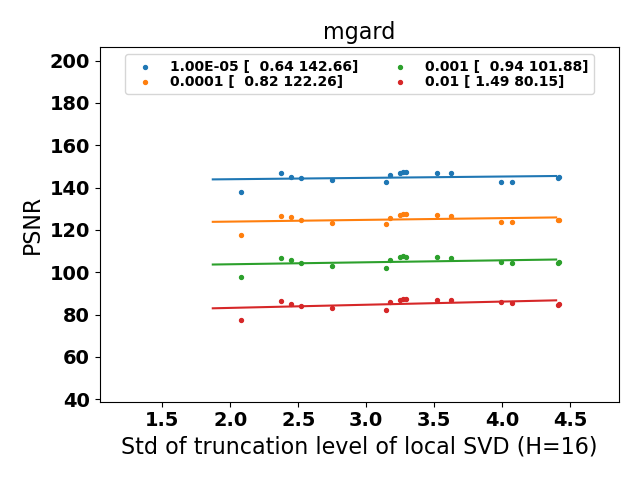 mgard
1.00E-05 [  0.64 142.66]
0.001 [  0.94 101.88]
0.0001 [  0.82 122.26]
0.01 [ 1.49 80.15]
PSNR
200
180
160
140
120
100
80
60
40
1.5 2.0 2.5 3.0 3.5 4.0 4.5
Std of truncation level of local SVD (H=16)